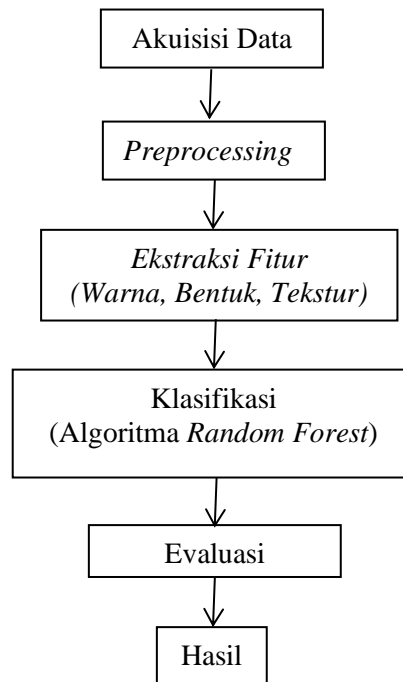 Akuisisi Data
Preprocessing
Ekstraksi Fitur
(Warna, Bentuk, Tekstur)
Klasifikasi
(Algoritma Random Forest)
Evaluasi
Hasil